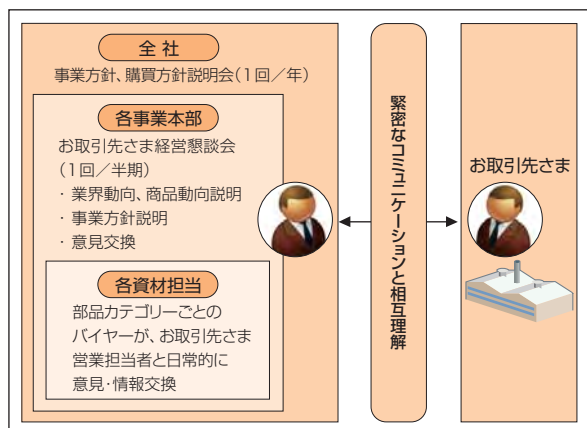 全 社
事業方針、購買方針説明会(1回／年)
各事業本部
お取引先さま経営懇談会
(1回／半期)
・ 業界動向、商品動向説明
・ 事業方針説明
・ 意見交換
各資材担当
部品カテゴリーごとの
バイヤーが、お取引先さま
営業担当者と日常的に
意見・情報交換
緊密なコミュニケーションと相互理解
お取引先さま